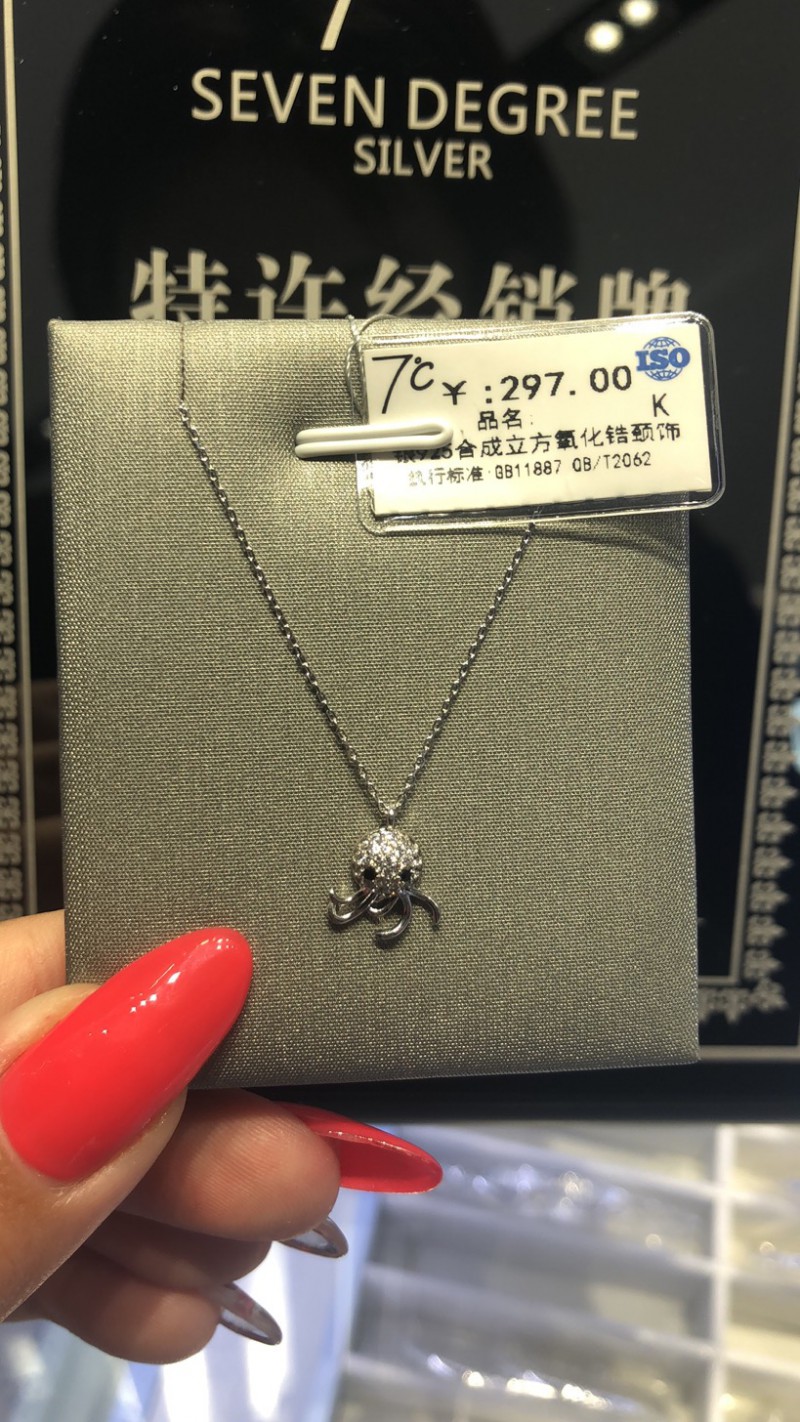 7
SEVEN DEGREE
SILVER
特许经销牌
7℃ ¥:297.00 ISO
品名: K
银925合成立方氧化锆颈饰
执行标准:GB11887 QB/T2062